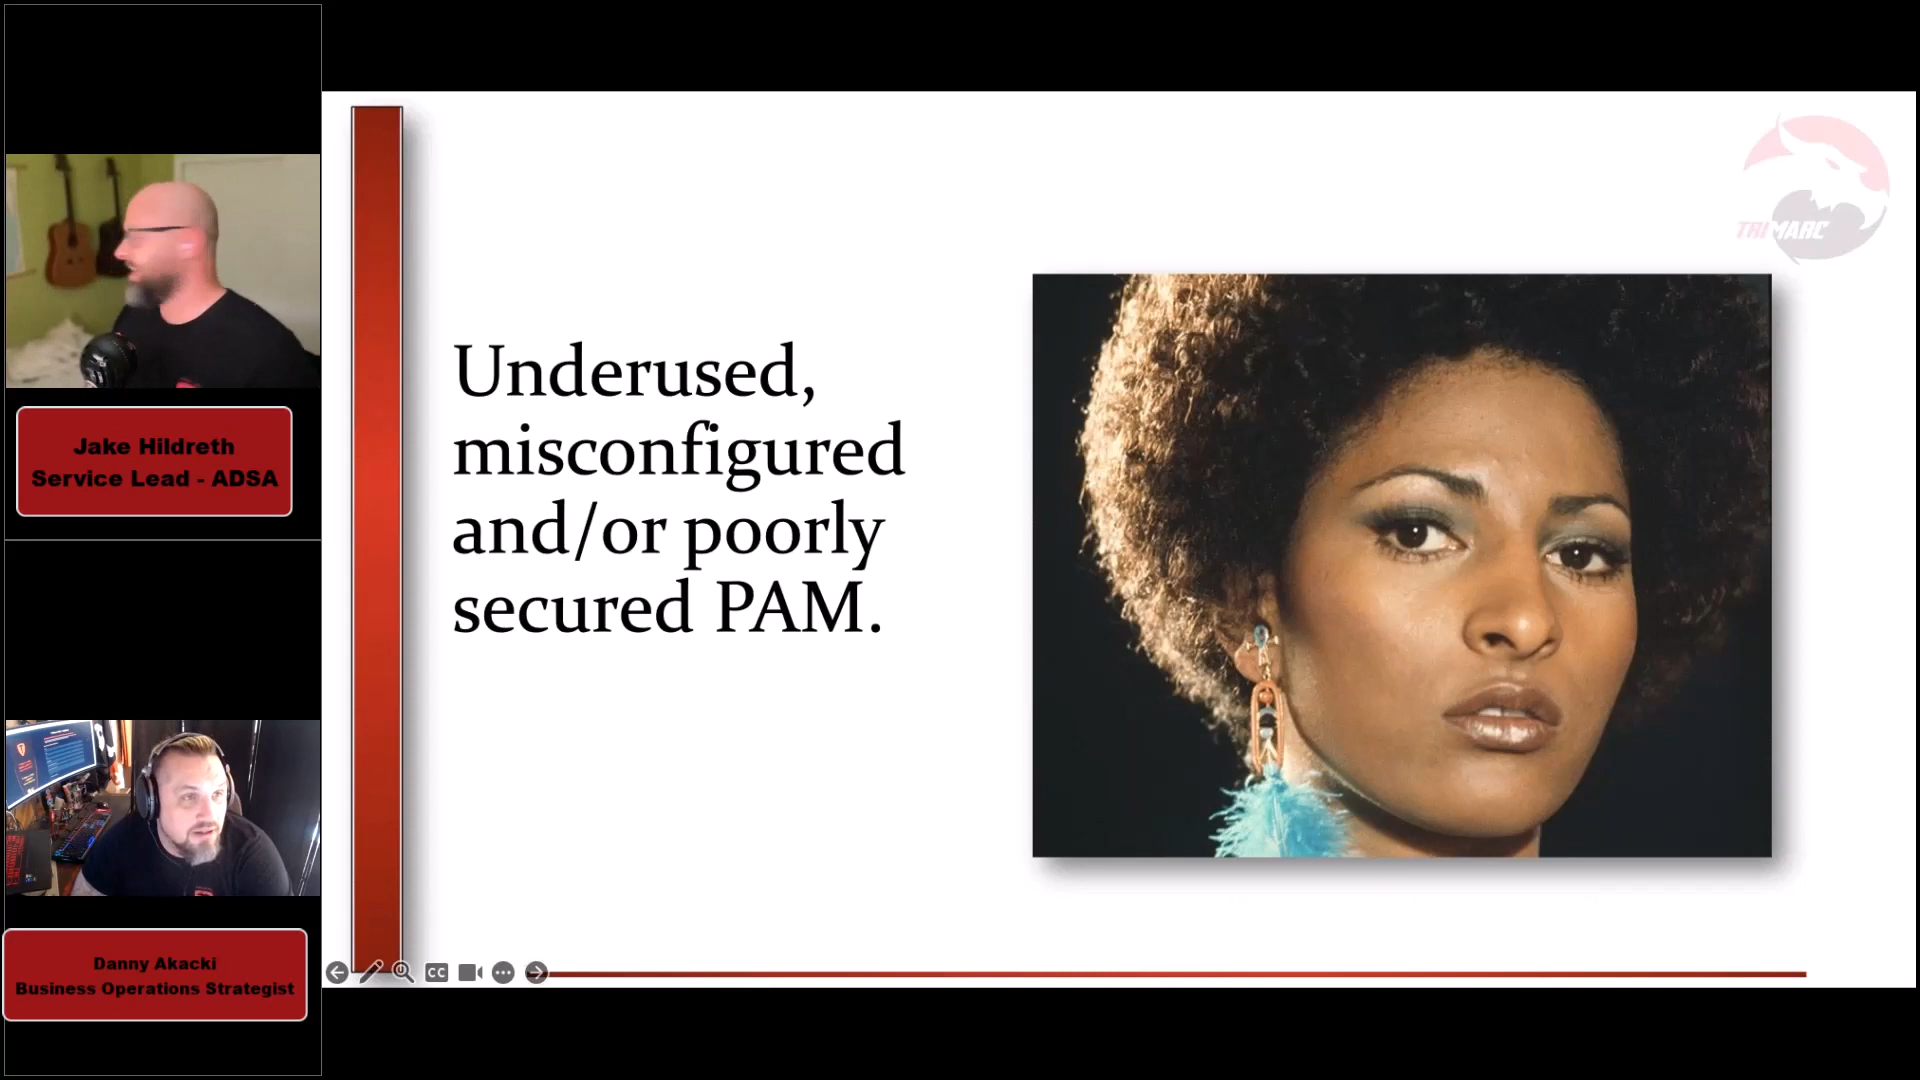 Jake Hildreth
Service Lead - ADSA
Danny Akacki
Business Operations Strategist
Underused,
misconfigured
and/or poorly
secured PAM.
TRIMARC
CC